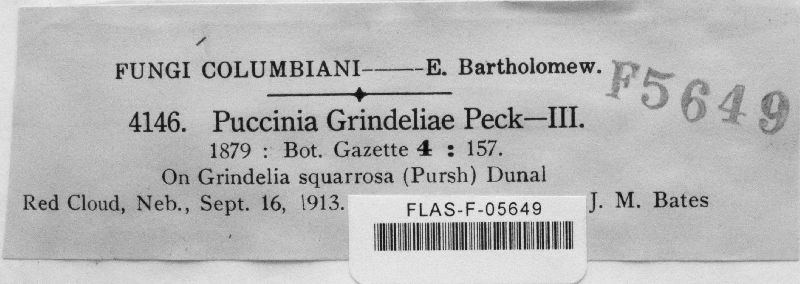 FUNGI COLUMBIANI——E. Bartholomew.
F5649
4146. Puccinia Grindeliae Peck—III.
1879 : Bot. Gazette 4 : 157.
On Grindelia squarrosa (Pursh) Dunal
Red Cloud, Neb., Sept. 16, 1913. J. M. Bates
FLAS-F-05649